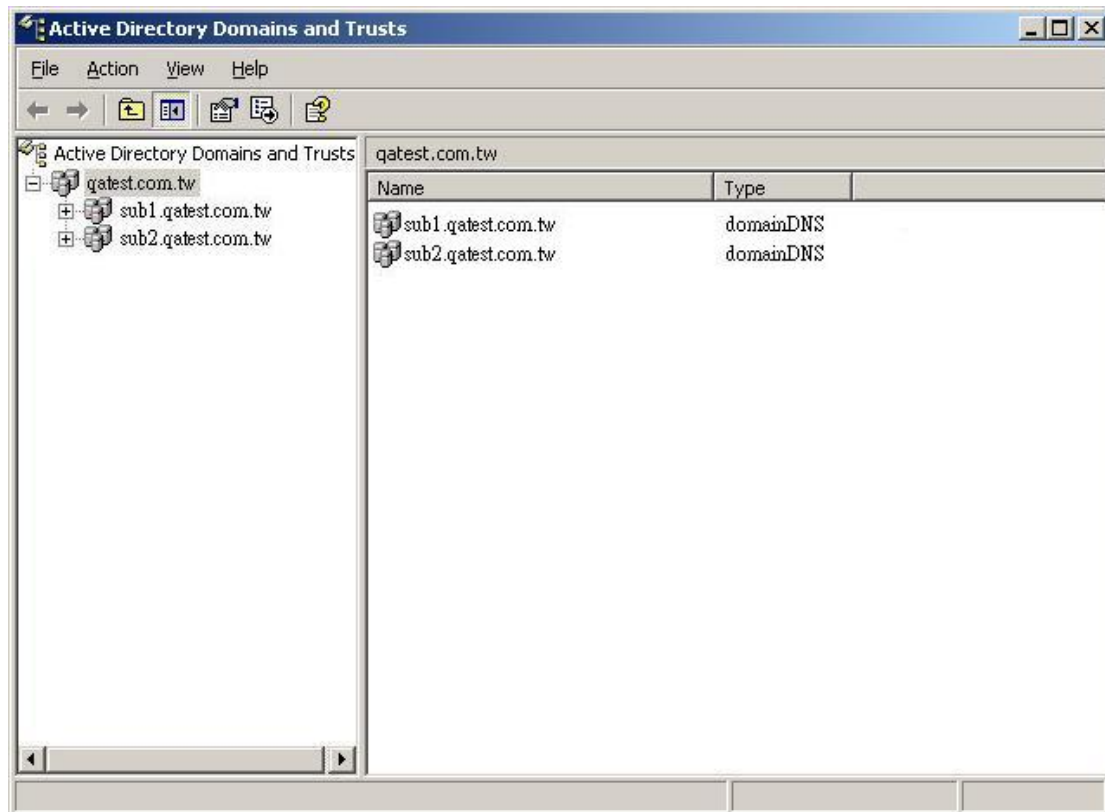 Active Directory Domains and Trusts
File Action View Help
Active Directory Domains and Trusts
qatest.com.tw
sub1.qatest.com.tw
sub2.qatest.com.tw
qatest.com.tw
Name Type
sub1.qatest.com.tw domainDNS
sub2.qatest.com.tw domainDNS